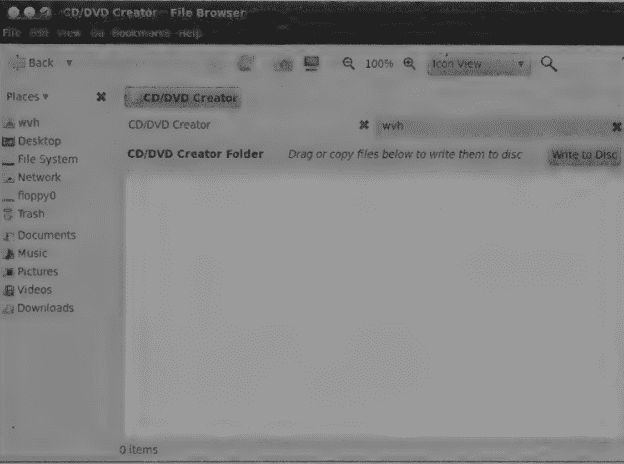 CD/DVD Creator - File Browser
File Edit View Go Bookmarks Help
Back 100% Icon View
Places CD/DVD Creator
CD/DVD Creator wvh
CD/DVD Creator Folder Drag or copy files below to write them to disc Write to Disc
wvh
Desktop
File System
Network
floppy0
Trash
Documents
Music
Pictures
Videos
Downloads
0 items